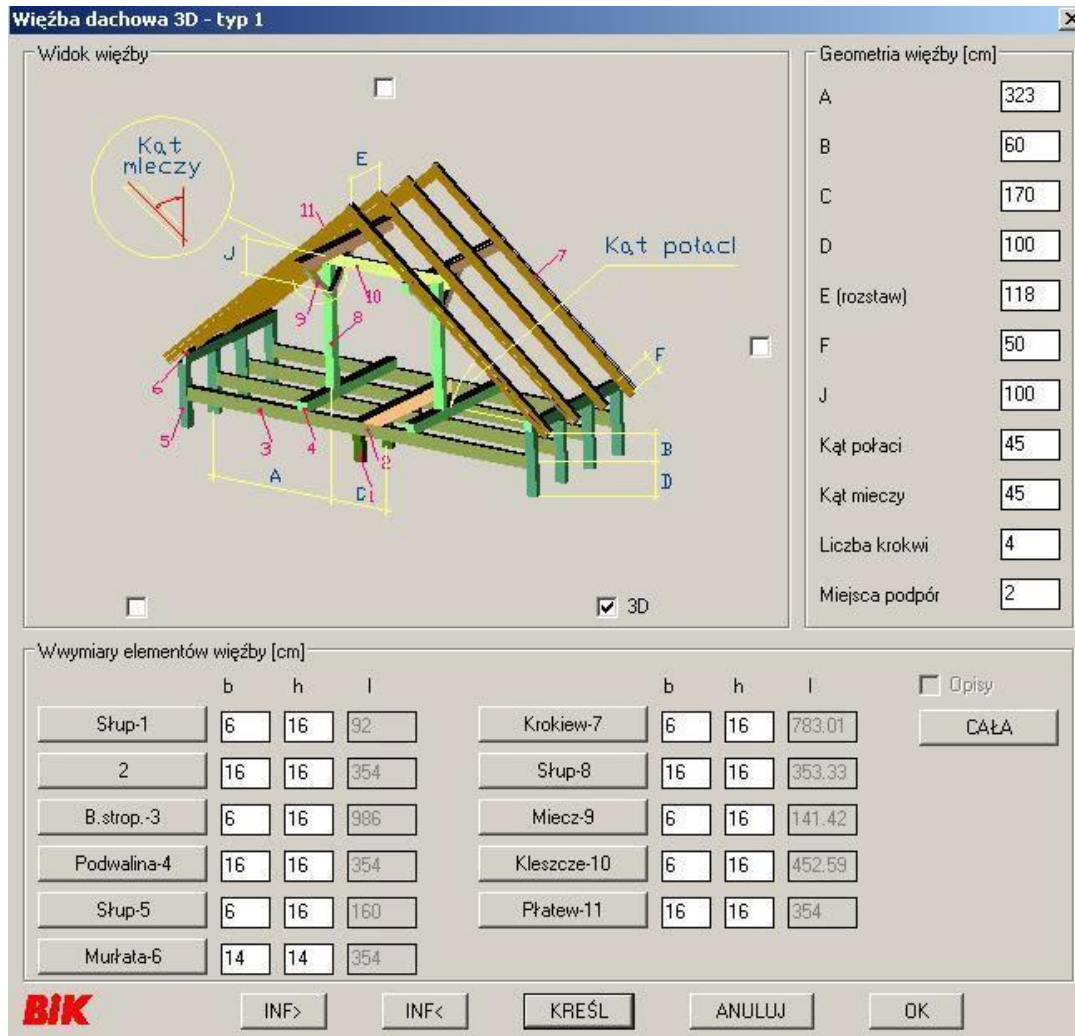 Więźba dachowa 3D - typ 1
Widok więźby
Kąt
mieczy
E
11
J
Kąt połaci
7
10
9
8
6
F
5
3
4
2
B
A
C
1
D
3D
Geometria więźby [cm]
A 323
B 60
C 170
D 100
E (rozstaw) 118
F 50
J 100
Kąt połaci 45
Kąt mieczy 45
Liczba krokwi 4
Miejsca podpór 2
Wwymiary elementów więźby [cm]
b h l b h l Opisy
Słup-1 6 16 92 Krokiew-7 6 16 783.01 CAŁA
2 16 16 354 Słup-8 16 16 353.33
B.strop.-3 6 16 986 Miecz-9 6 16 141.42
Podwalina-4 16 16 354 Kleszcze-10 6 16 452.59
Słup-5 6 16 160 Płatew-11 16 16 354
Murłata-6 14 14 354
BIK INF> INF< KREŚL ANULUJ OK